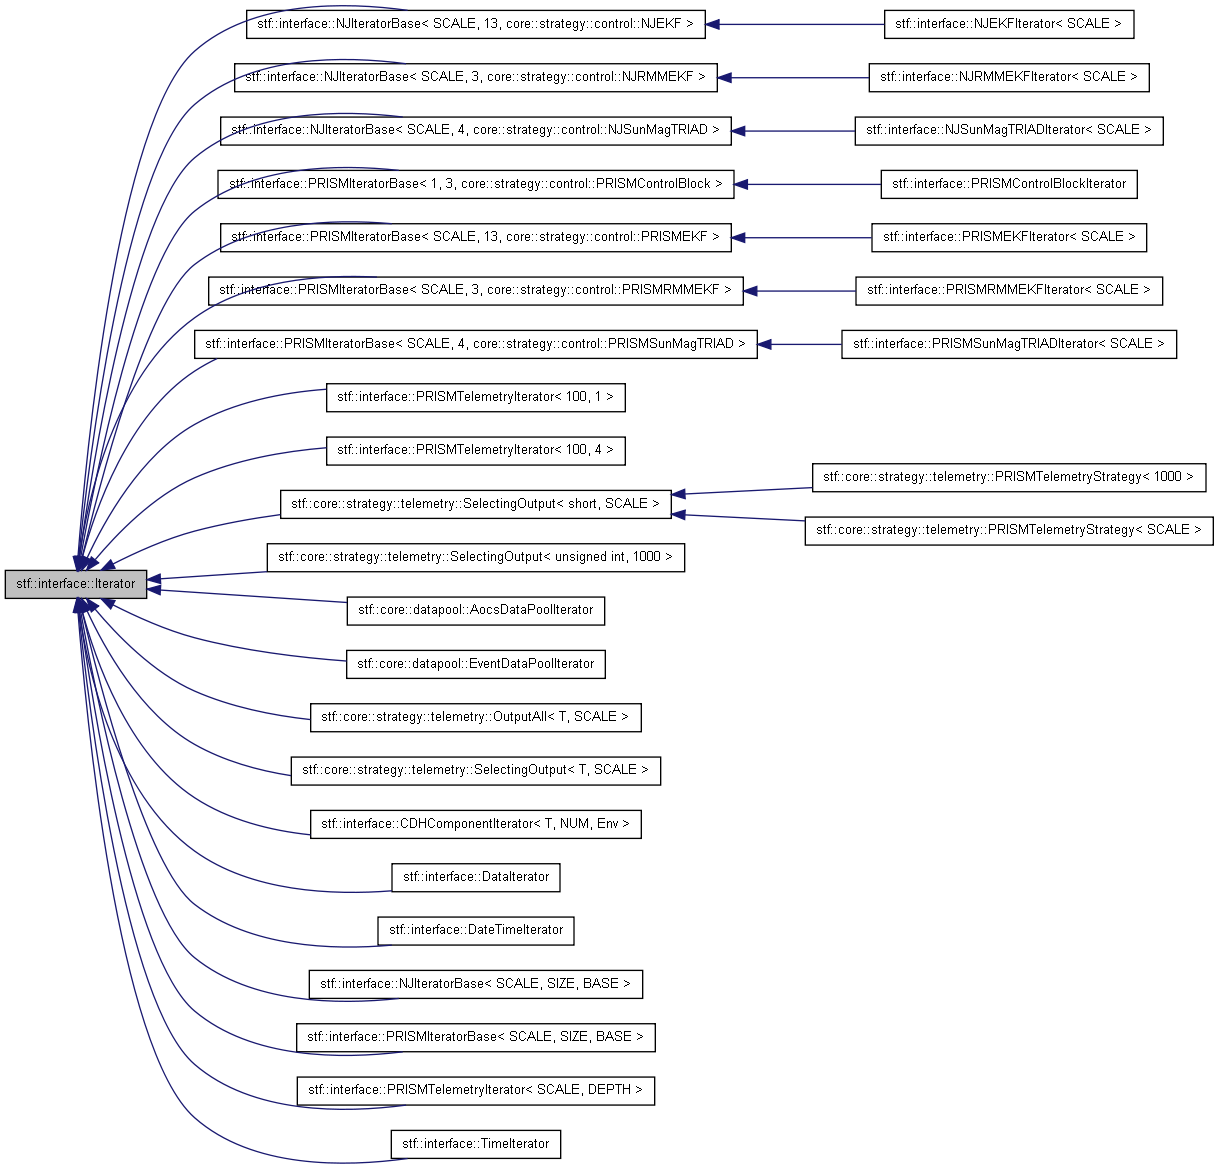 stf::interface::NJIteratorBase< SCALE, 13, core::strategy::control::NJEKF >
stf::interface::NJEKFIterator< SCALE >
stf::interface::NJIteratorBase< SCALE, 3, core::strategy::control::NJRMMEKF >
stf::interface::NJRMMEKFIterator< SCALE >
stf::interface::NJIteratorBase< SCALE, 4, core::strategy::control::NJSunMagTRIAD >
stf::interface::NJSunMagTRIADIterator< SCALE >
stf::interface::PRISMIteratorBase< 1, 3, core::strategy::control::PRISMControlBlock >
stf::interface::PRISMControlBlockIterator
stf::interface::PRISMIteratorBase< SCALE, 13, core::strategy::control::PRISMEKF >
stf::interface::PRISMEKFIterator< SCALE >
stf::interface::PRISMIteratorBase< SCALE, 3, core::strategy::control::PRISMRMMEKF >
stf::interface::PRISMRMMEKFIterator< SCALE >
stf::interface::PRISMIteratorBase< SCALE, 4, core::strategy::control::PRISMSunMagTRIAD >
stf::interface::PRISMSunMagTRIADIterator< SCALE >
stf::interface::PRISMTelemetryIterator< 100, 1 >
stf::interface::PRISMTelemetryIterator< 100, 4 >
stf::core::strategy::telemetry::SelectingOutput< short, SCALE >
stf::core::strategy::telemetry::PRISMTelemetryStrategy< 1000 >
stf::core::strategy::telemetry::PRISMTelemetryStrategy< SCALE >
stf::core::strategy::telemetry::SelectingOutput< unsigned int, 1000 >
stf::interface::Iterator
stf::core::datapool::AocsDataPoolIterator
stf::core::datapool::EventDataPoolIterator
stf::core::strategy::telemetry::OutputAll< T, SCALE >
stf::core::strategy::telemetry::SelectingOutput< T, SCALE >
stf::interface::CDHComponentIterator< T, NUM, Env >
stf::interface::DataIterator
stf::interface::DateTimeIterator
stf::interface::NJIteratorBase< SCALE, SIZE, BASE >
stf::interface::PRISMIteratorBase< SCALE, SIZE, BASE >
stf::interface::PRISMTelemetryIterator< SCALE, DEPTH >
stf::interface::TimeIterator